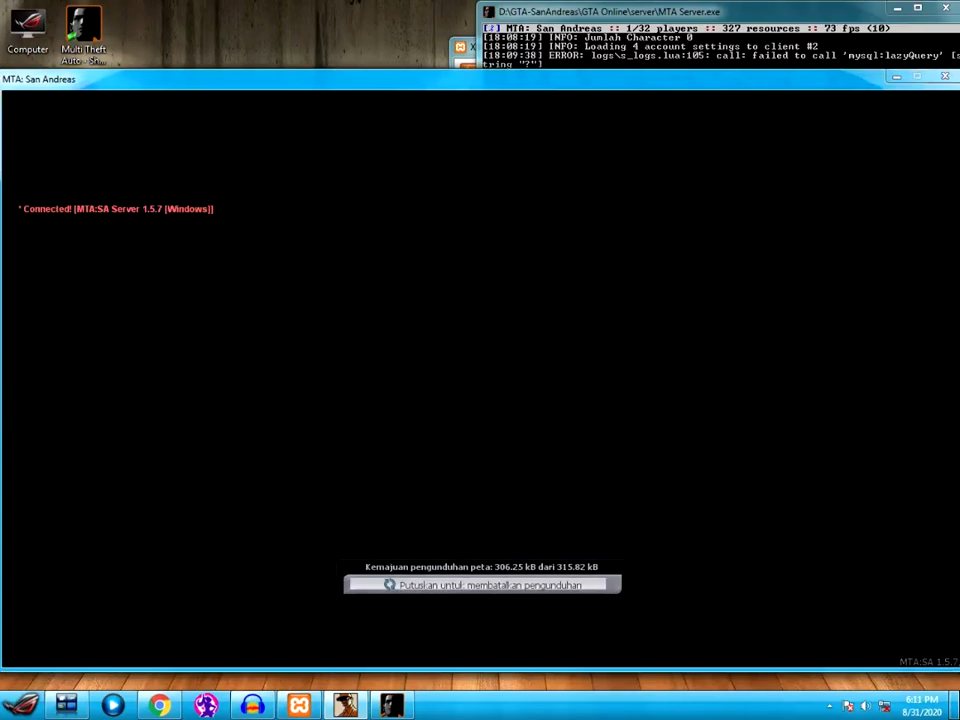 D:\GTA-SanAndreas\GTA Online\server\MTA Server.exe
MTA: San Andreas :: 1/32 players :: 327 resources :: 73 fps (10)
[18:08:19] INFO: Jumlah Character 0
[18:08:19] INFO: Loading 4 account settings to client #2
[18:09:38] ERROR: logs\s_logs.lua:105: call: failed to call 'mysql:lazyQuery' [s
tring "?"]
Computer
Multi Theft
Auto - Sh...
MTA: San Andreas
* Connected! [MTA:SA Server 1.5.7 [Windows]]
Kemajuan pengunduhan peta: 306.25 kB dari 315.82 kB
Putuskan untuk membatalkan pengunduhan
MTA:SA 1.5.7
6:11 PM
8/31/2020